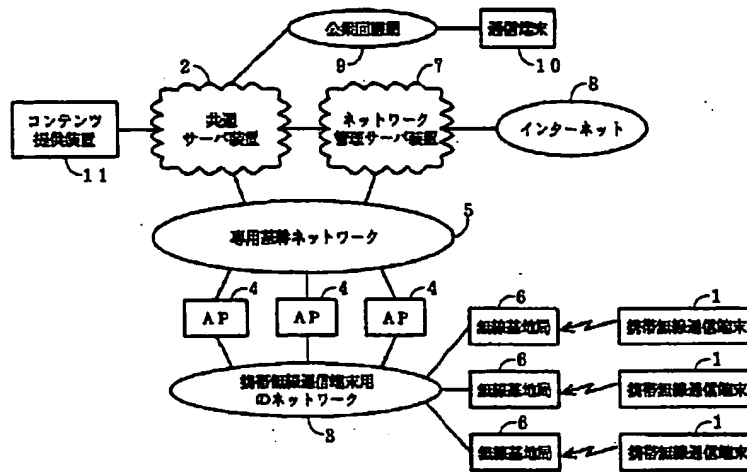 公衆回線網
9
通信端末
10
2
共通
サーバ装置
7
ネットワーク
管理サーバ装置
8
インターネット
コンテンツ
提供装置
11
専用基幹ネットワーク
5
AP
4
AP
4
AP
4
携帯無線通信端末用
のネットワーク
3
無線基地局
6
携帯無線通信端末
1
無線基地局
6
携帯無線通信端末
1
無線基地局
6
携帯無線通信端末
1